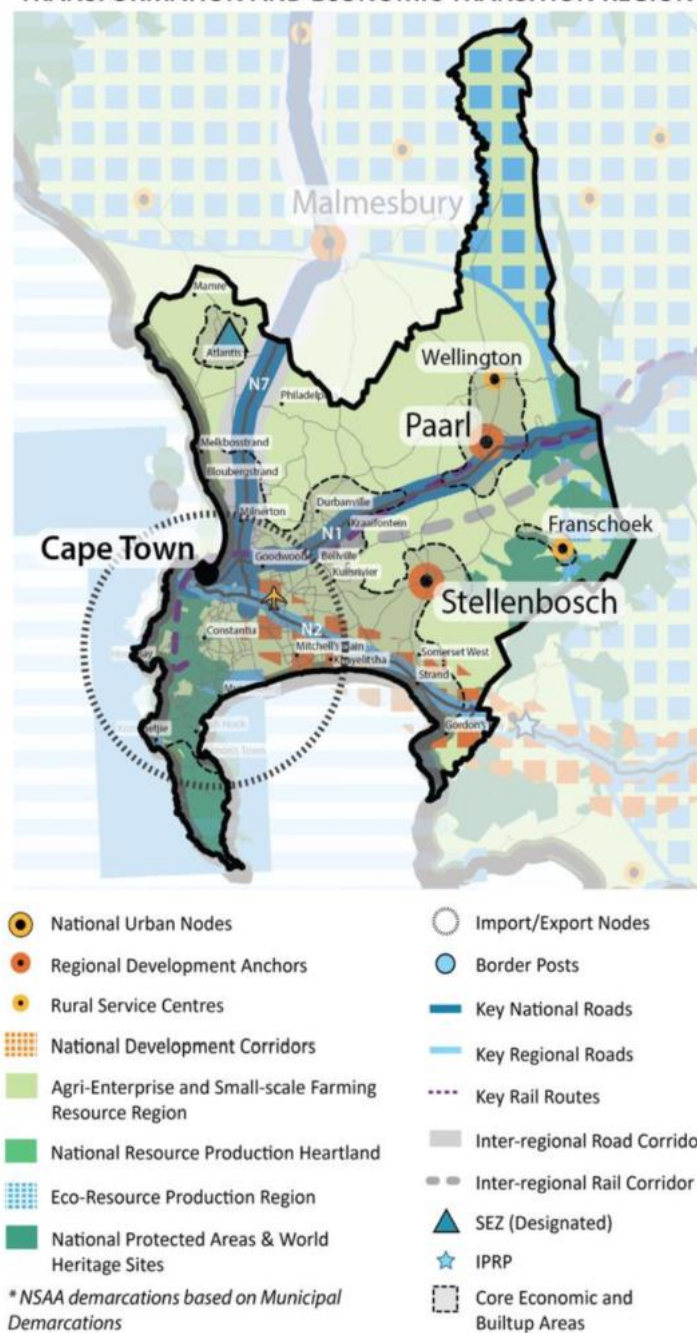 TRANSFORMATION AND ECONOMIC TRANSITION REGION
Malmesbury
Mamre
Atlantis
Wellington
N7
Philadelp
Paarl
Melkbosstrand
Bloubergstrand
Durbanville
Milnerton
Kraaifontein
N1
Franschoek
Cape Town
Goodwood
Bellville
Kuilsrivier
Stellenbosch
N2
Constantia
Mitchell's Plain
Khayelitsha
Somerset West
Strand
Gordon's
National Urban Nodes
Regional Development Anchors
Rural Service Centres
National Development Corridors
Agri-Enterprise and Small-scale Farming
Resource Region
National Resource Production Heartland
Eco-Resource Production Region
National Protected Areas & World
Heritage Sites
* NSAA demarcations based on Municipal
Demarcations
Import/Export Nodes
Border Posts
Key National Roads
Key Regional Roads
Key Rail Routes
Inter-regional Road Corrido
Inter-regional Rail Corridor
SEZ (Designated)
IPRP
Core Economic and
Builtup Areas